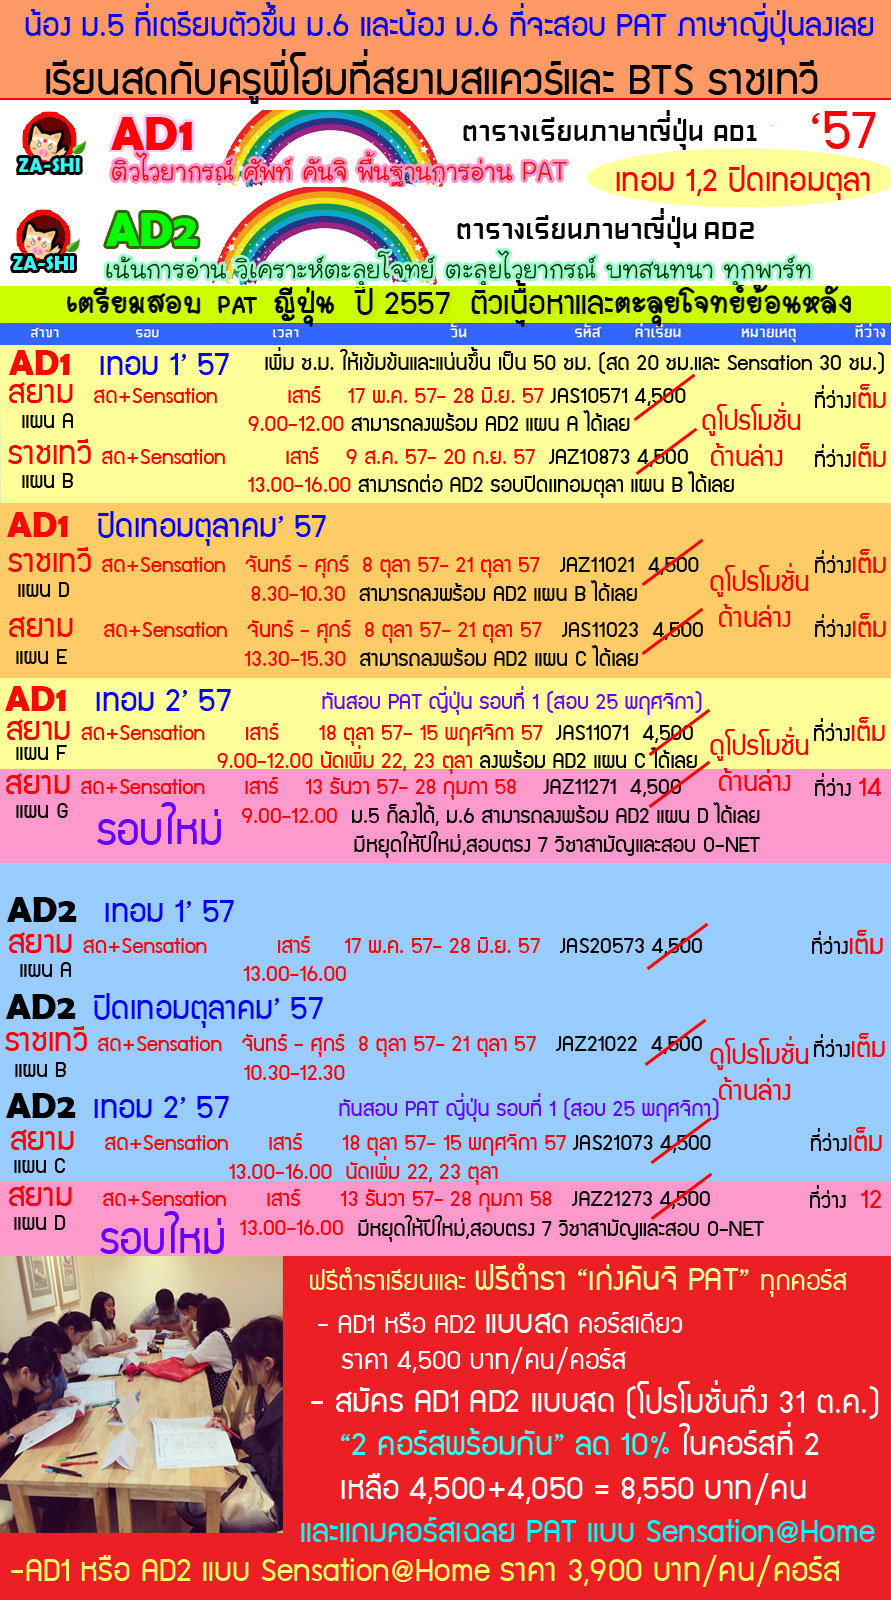 น้อง ม.5 ที่เตรียมตัวขึ้น ม.6 และน้อง ม.6 ที่จะสอบ PAT ภาษาญี่ปุ่นลงเลย
เรียนสดกับครูพี่โฮมที่สยามสแควร์และ BTS ราชเทวี
ZA-SHI AD1 ตารางเรียนภาษาญี่ปุ่น AD1 ‘57
ติวไวยากรณ์ ศัพท์ คันจิ พื้นฐานการอ่าน PAT เทอม 1,2 ปิดเทอมตุลา
ZA-SHI AD2 ตารางเรียนภาษาญี่ปุ่น AD2
เน้นการอ่าน วิเคราะห์ตะลุยโจทย์ ตะลุยไวยากรณ์ บทสนทนา ทุกพาร์ท
เตรียมสอบ PAT ญี่ปุ่น ปี 2557 ติวเนื้อหาและตะลุยโจทย์ย้อนหลัง
สาขา รอบ เวลา วัน รหัส ค่าเรียน หมายเหตุ ที่ว่าง
AD1 เทอม 1’ 57 เพิ่ม ช.ม. ให้เข้มข้นและแน่นขึ้น เป็น 50 ชม. (สด 20 ชม.และ Sensation 30 ชม.)
สยาม สด+Sensation เสาร์ 17 พ.ค. 57- 28 มิ.ย. 57 JAS10571 4,500 ที่ว่างเต็ม
แผน A 9.00-12.00 สามารถลงพร้อม AD2 แผน A ได้เลย ดูโปรโมชั่น
ราชเทวี สด+Sensation เสาร์ 9 ส.ค. 57- 20 ก.ย. 57 JAZ10873 4,500 ด้านล่าง ที่ว่างเต็ม
แผน B 13.00-16.00 สามารถต่อ AD2 รอบปิดแทอมตุลา แผน B ได้เลย
AD1 ปิดเทอมตุลาคม’ 57
ราชเทวี สด+Sensation จันทร์ - ศุกร์ 8 ตุลา 57- 21 ตุลา 57 JAZ11021 4,500 ที่ว่างเต็ม
แผน D 8.30-10.30 สามารถลงพร้อม AD2 แผน B ได้เลย ดูโปรโมชั่น
ด้านล่าง
สยาม สด+Sensation จันทร์ - ศุกร์ 8 ตุลา 57- 21 ตุลา 57 JAS11023 4,500 ที่ว่างเต็ม
แผน E 13.30-15.30 สามารถลงพร้อม AD2 แผน C ได้เลย
AD1 เทอม 2’ 57 ทันสอบ PAT ญี่ปุ่น รอบที่ 1 (สอบ 25 พฤศจิกา)
สยาม สด+Sensation เสาร์ 18 ตุลา 57- 15 พฤศจิกา 57 JAS11071 4,500 ที่ว่างเต็ม
แผน F 9.00-12.00 นัดเพิ่ม 22, 23 ตุลา ลงพร้อม AD2 แผน C ได้เลย ดูโปรโมชั่น
สยาม สด+Sensation เสาร์ 13 ธันวา 57- 28 กุมภา 58 JAZ11271 4,500 ด้านล่าง ที่ว่าง 14
แผน G รอบใหม่ 9.00-12.00 ม.5 ก็ลงได้, ม.6 สามารถลงพร้อม AD2 แผน D ได้เลย
มีหยุดให้ปีใหม่,สอบตรง 7 วิชาสามัญและสอบ O-NET
AD2 เทอม 1’ 57
สยาม สด+Sensation เสาร์ 17 พ.ค. 57- 28 มิ.ย. 57 JAS20573 4,500 ที่ว่างเต็ม
แผน A 13.00-16.00
AD2 ปิดเทอมตุลาคม’ 57
ราชเทวี สด+Sensation จันทร์ - ศุกร์ 8 ตุลา 57- 21 ตุลา 57 JAZ21022 4,500 ดูโปรโมชั่น ที่ว่างเต็ม
แผน B 10.30-12.30
ด้านล่าง
AD2 เทอม 2’ 57 ทันสอบ PAT ญี่ปุ่น รอบที่ 1 (สอบ 25 พฤศจิกา)
สยาม สด+Sensation เสาร์ 18 ตุลา 57- 15 พฤศจิกา 57 JAS21073 4,500 ที่ว่างเต็ม
แผน C 13.00-16.00 นัดเพิ่ม 22, 23 ตุลา
สยาม สด+Sensation เสาร์ 13 ธันวา 57- 28 กุมภา 58 JAZ21273 4,500 ที่ว่าง 12
แผน D รอบใหม่ 13.00-16.00 มีหยุดให้ปีใหม่,สอบตรง 7 วิชาสามัญและสอบ O-NET
ฟรีตำราเรียนและ ฟรีตำรา “เก่งคันจิ PAT” ทุกคอร์ส
- AD1 หรือ AD2 แบบสด คอร์สเดียว
ราคา 4,500 บาท/คน/คอร์ส
- สมัคร AD1 AD2 แบบสด (โปรโมชั่นถึง 31 ต.ค.)
“2 คอร์สพร้อมกัน” ลด 10% ในคอร์สที่ 2
เหลือ 4,500+4,050 = 8,550 บาท/คน
และแถมคอร์สเฉลย PAT แบบ Sensation@Home
-AD1 หรือ AD2 แบบ Sensation@Home ราคา 3,900 บาท/คน/คอร์ส